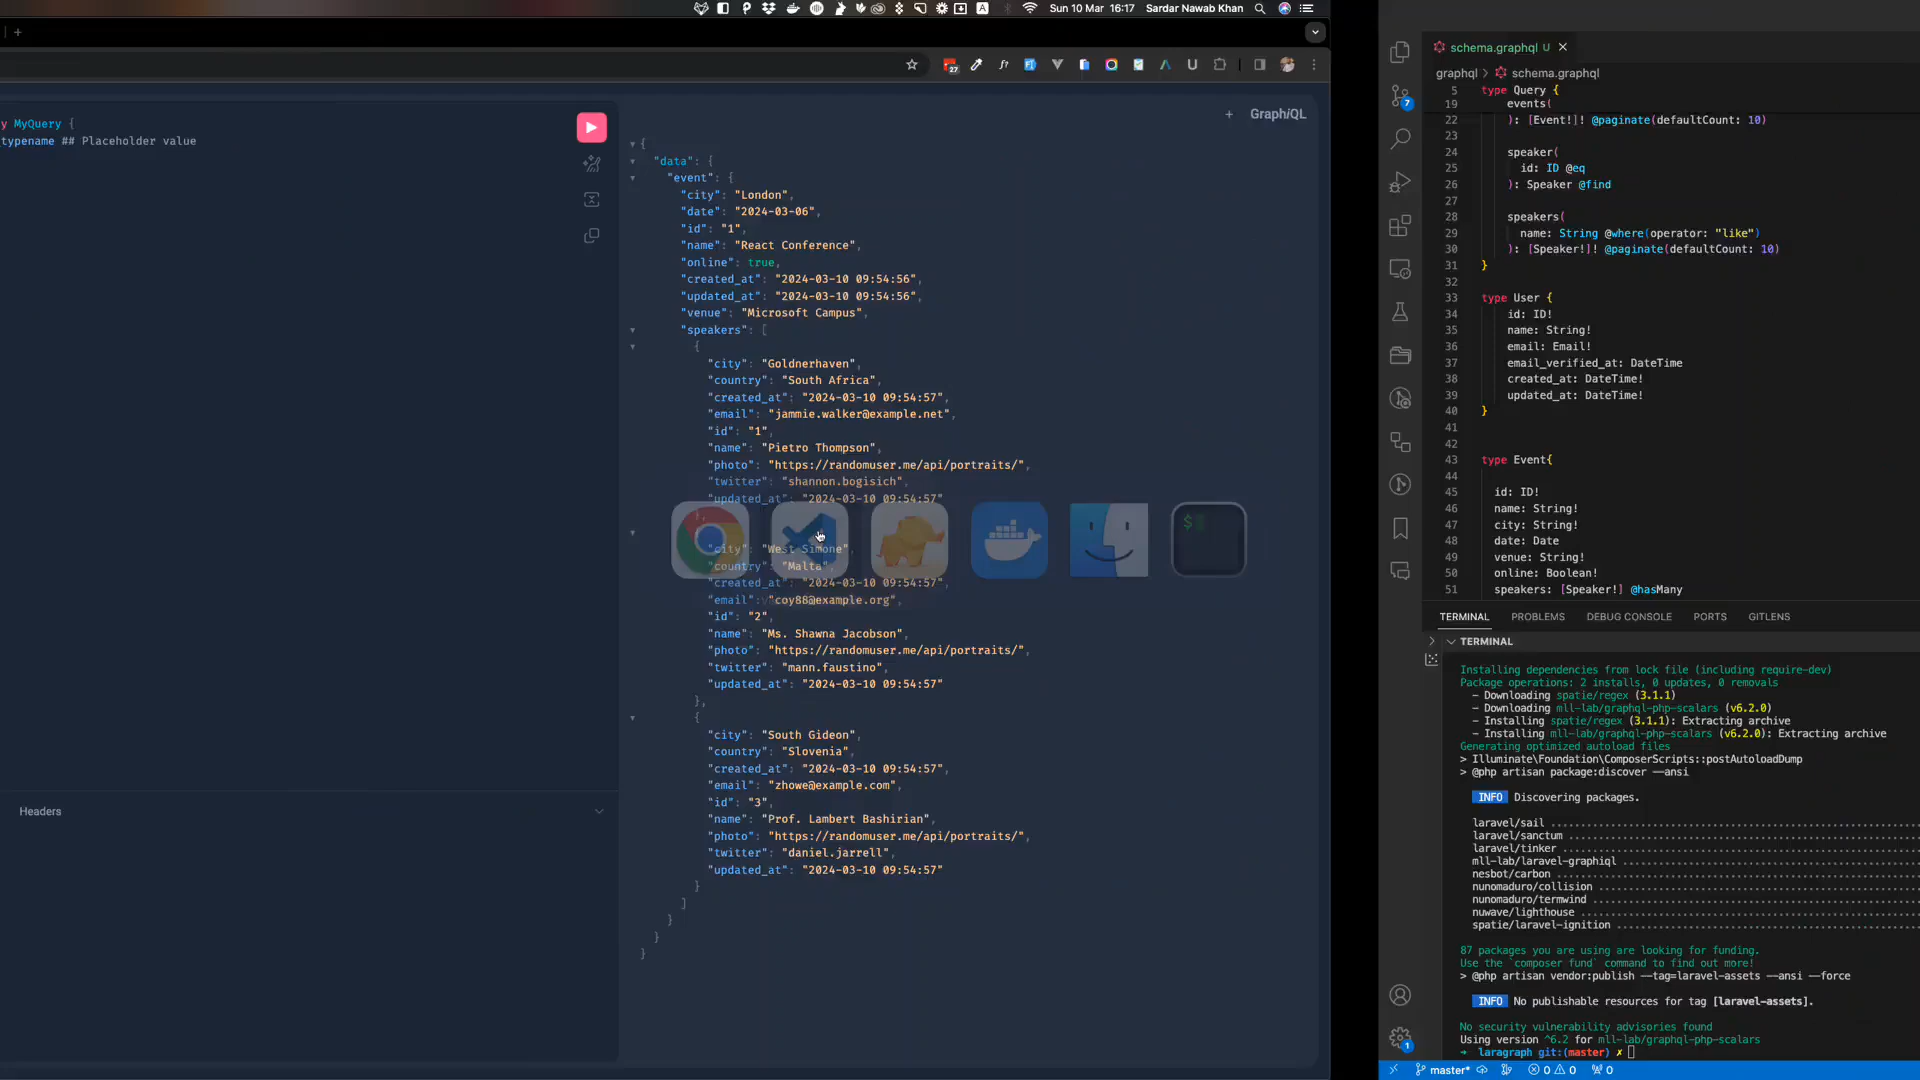 Sun 10 Mar 16:17 Sardar Nawab Khan
27
y MyQuery {
typename ## Placeholder value
Headers
GraphiQL
{
"data": {
"event": {
"city": "London",
"date": "2024-03-06",
"id": "1",
"name": "React Conference",
"online": true,
"created_at": "2024-03-10 09:54:56",
"updated_at": "2024-03-10 09:54:56",
"venue": "Microsoft Campus",
"speakers": [
{
"city": "Goldnerhaven",
"country": "South Africa",
"created_at": "2024-03-10 09:54:57",
"email": "jammie.walker@example.net",
"id": "1",
"name": "Pietro Thompson",
"photo": "https://randomuser.me/api/portraits/",
"twitter": "shannon.bogisich",
"updated_at": "2024-03-10 09:54:57"
},
"city": "West Simone",
"country": "Malta",
"created_at": "2024-03-10 09:54:57",
"email": "coy88@example.org",
"id": "2",
"name": "Ms. Shawna Jacobson",
"photo": "https://randomuser.me/api/portraits/",
"twitter": "mann.faustino",
"updated_at": "2024-03-10 09:54:57"
},
{
"city": "South Gideon",
"country": "Slovenia",
"created_at": "2024-03-10 09:54:57",
"email": "zhowe@example.com",
"id": "3",
"name": "Prof. Lambert Bashirian",
"photo": "https://randomuser.me/api/portraits/",
"twitter": "daniel.jarrell",
"updated_at": "2024-03-10 09:54:57"
}
]
}
}
}
schema.graphql U
graphql > schema.graphql
5 type Query {
19 events(
22 ): [Event!]! @paginate(defaultCount: 10)
23
24 speaker(
25 id: ID @eq
26 ): Speaker @find
27
28 speakers(
29 name: String @where(operator: "like")
30 ): [Speaker!]! @paginate(defaultCount: 10)
31 }
32
33 type User {
34 id: ID!
35 name: String!
36 email: Email!
37 email_verified_at: DateTime
38 created_at: DateTime!
39 updated_at: DateTime!
40 }
41
42
43 type Event{
44
45 id: ID!
46 name: String!
47 city: String!
48 date: Date
49 venue: String!
50 online: Boolean!
51 speakers: [Speaker!] @hasMany
7
TERMINAL PROBLEMS DEBUG CONSOLE PORTS GITLENS
TERMINAL
Installing dependencies from lock file (including require-dev)
Package operations: 2 installs, 0 updates, 0 removals
- Downloading spatie/regex (3.1.1)
- Downloading mll-lab/graphql-php-scalars (v6.2.0)
- Installing spatie/regex (3.1.1): Extracting archive
- Installing mll-lab/graphql-php-scalars (v6.2.0): Extracting archive
Generating optimized autoload files
> Illuminate\Foundation\ComposerScripts::postAutoloadDump
> @php artisan package:discover --ansi
INFO Discovering packages.
laravel/sail
laravel/sanctum
laravel/tinker
mll-lab/laravel-graphiql
nesbot/carbon
nunomaduro/collision
nunomaduro/termwind
nuwave/lighthouse
spatie/laravel-ignition
87 packages you are using are looking for funding.
Use the `composer fund` command to find out more!
> @php artisan vendor:publish --tag=laravel-assets --ansi --force
INFO No publishable resources for tag [laravel-assets].
No security vulnerability advisories found
Using version ^6.2 for mll-lab/graphql-php-scalars
➜ laragraph git:(master) ✗
1
master* 0 0 0